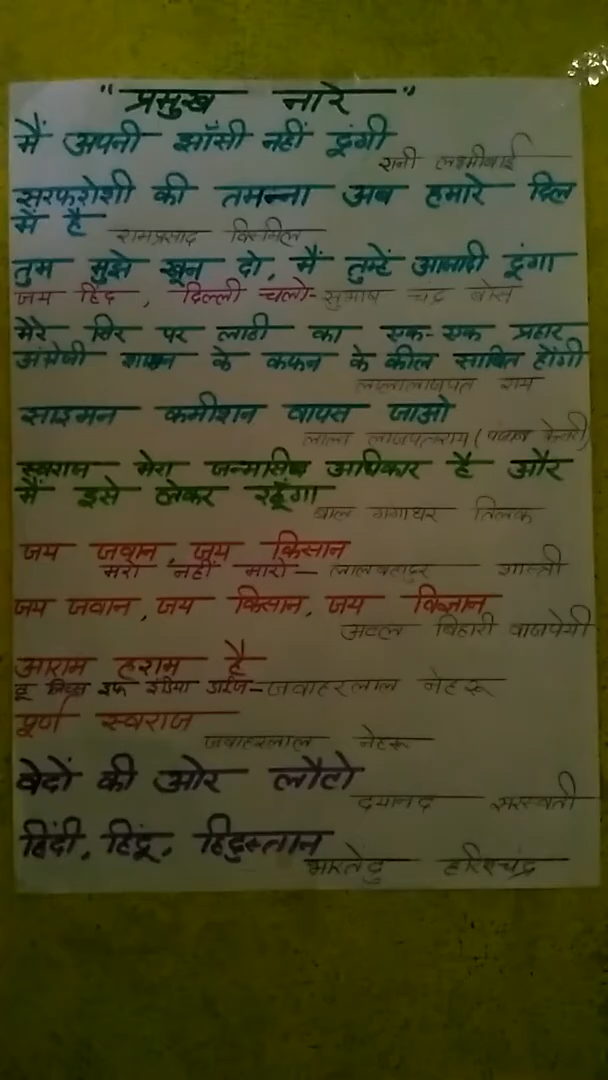 "प्रमुख नारे"
मैं अपनी झाँसी नहीं दूंगी
रानी लक्ष्मीबाई
सरफरोशी की तमन्ना अब हमारे दिल
में है
रामप्रसाद बिस्मिल
तुम मुझे खून दो, मैं तुम्हें आजादी दूंगा
जय हिंद, दिल्ली चलो-सुभाष चंद्र बोस
मेरे सिर पर लाठी का एक-एक प्रहार
अंग्रेजी शासन के कफन के कील साबित होंगी
लालालाजपत राय
साइमन कमीशन वापस जाओ
लाला लाजपतराय (पंजाब केसरी)
स्वराज मेरा जन्मसिध अधिकार है और
मैं इसे लेकर रहूंगा
बाल गंगाधर तिलक
जय जवान, जय किसान
मरो नहीं मारो-लालबहादुर शास्त्री
जय जवान, जय किसान, जय विज्ञान
अटल बिहारी वाजपेयी
आराम हराम है
हू लिव्स इफ इंडिया डाईज-जवाहरलाल नेहरू
पूर्ण स्वराज
जवाहरलाल नेहरू
वेदों की ओर लौटो
दयानंद सरस्वती
हिंदी, हिंदू, हिंदुस्तान
भारतेंदु हरिश्चंद्र